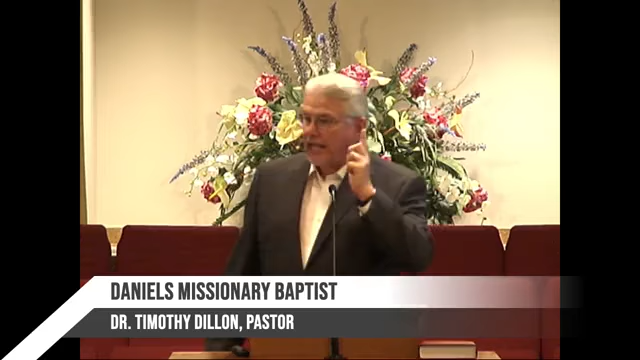 DANIELS MISSIONARY BAPTIST
DR. TIMOTHY DILLON, PASTOR